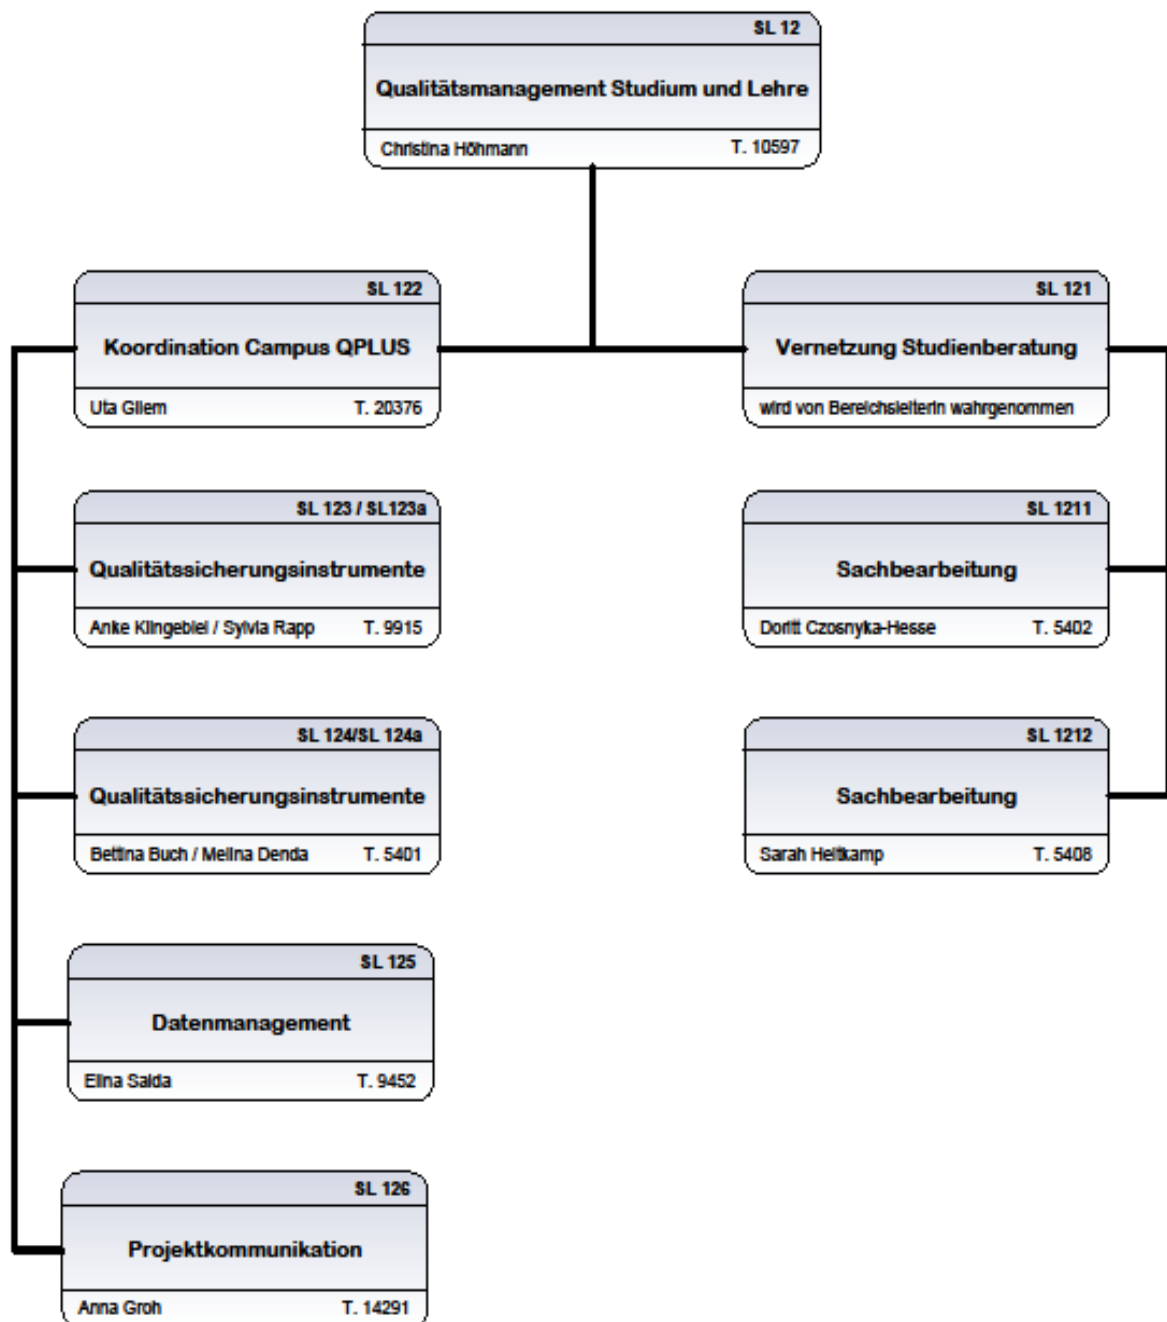 SL 12
Qualitätsmanagement Studium und Lehre
Christina Höhmann T. 10597
SL 122
Koordination Campus QPLUS
Uta Gliem T. 20376
SL 121
Vernetzung Studienberatung
wird von Bereichsleiterin wahrgenommen
SL 123 / SL123a
Qualitätssicherungsinstrumente
Anke Klingebiel / Sylvia Rapp T. 9915
SL 1211
Sachbearbeitung
Doritt Czosnyka-Hesse T. 5402
SL 124/SL 124a
Qualitätssicherungsinstrumente
Bettina Buch / Melina Denda T. 5401
SL 1212
Sachbearbeitung
Sarah Heitkamp T. 5408
SL 125
Datenmanagement
Elina Saida T. 9452
SL 126
Projektkommunikation
Anna Groh T. 14291